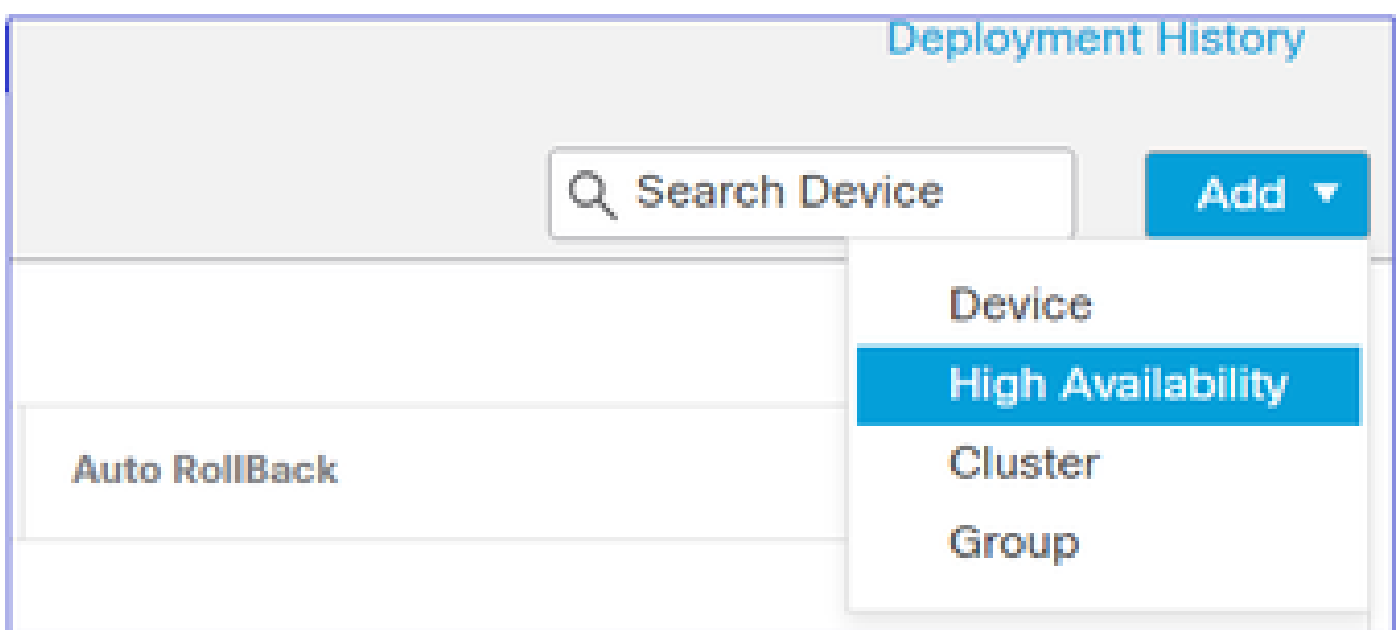 Deployment History
Search Device
Add
Device
High Availability
Cluster
Auto RollBack
Group